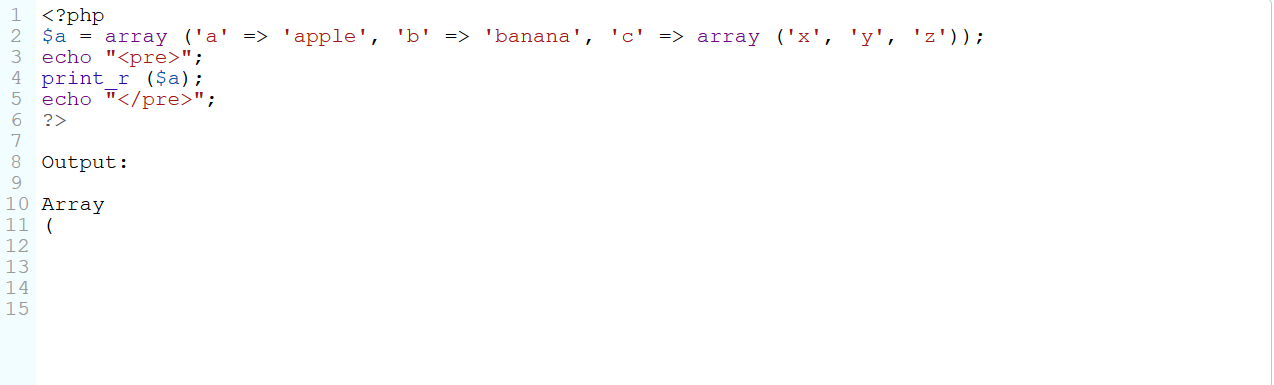 1 <?php
2 $a = array ('a' => 'apple', 'b' => 'banana', 'c' => array ('x', 'y', 'z'));
3 echo "<pre>";
4 print_r ($a);
5 echo "</pre>";
6 ?>
7
8 Output:
9
10 Array
11 (
12
13
14
15